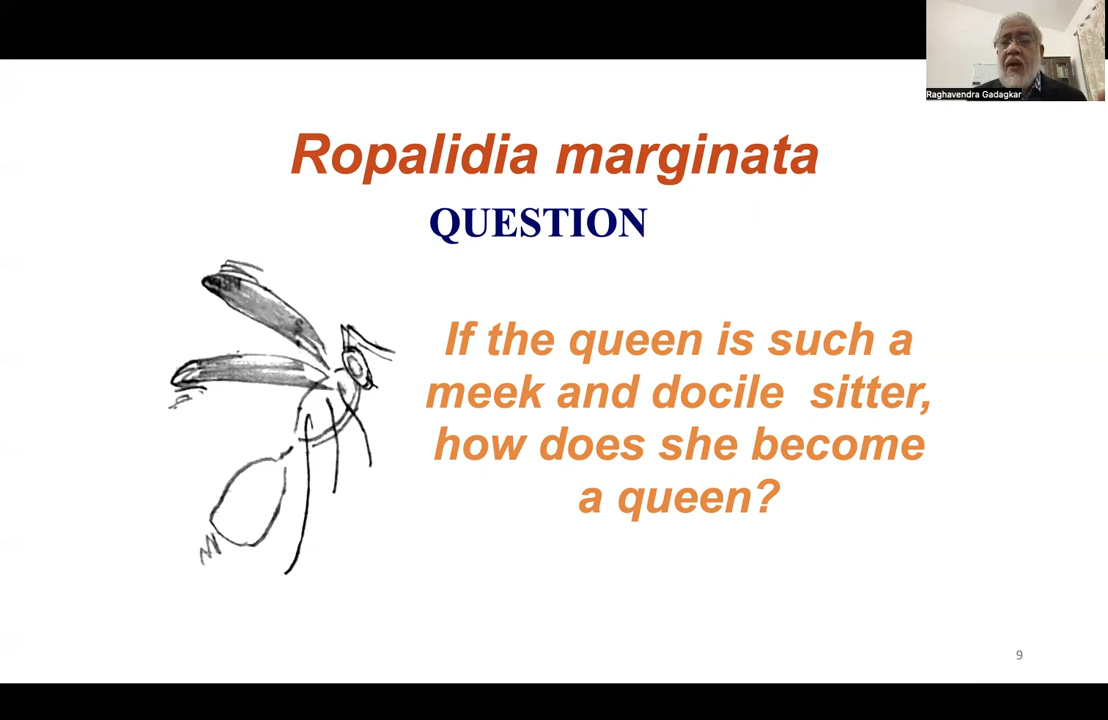 Raghavendra Gadagkar
Ropalidia marginata
QUESTION
If the queen is such a
meek and docile sitter,
how does she become
a queen?
9